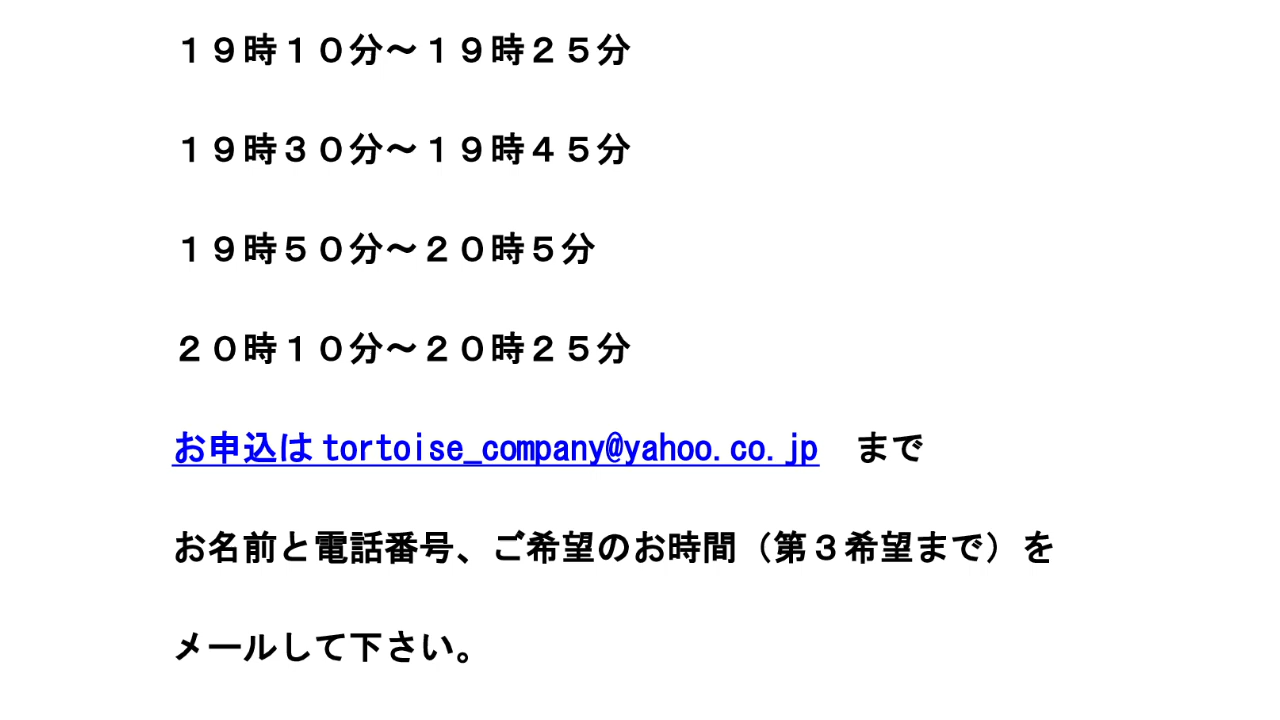 １９時１０分～１９時２５分
１９時３０分～１９時４５分
１９時５０分～２０時５分
２０時１０分～２０時２５分
お申込は tortoise_company@yahoo.co.jp　まで
お名前と電話番号、ご希望のお時間（第３希望まで）を
メールして下さい。